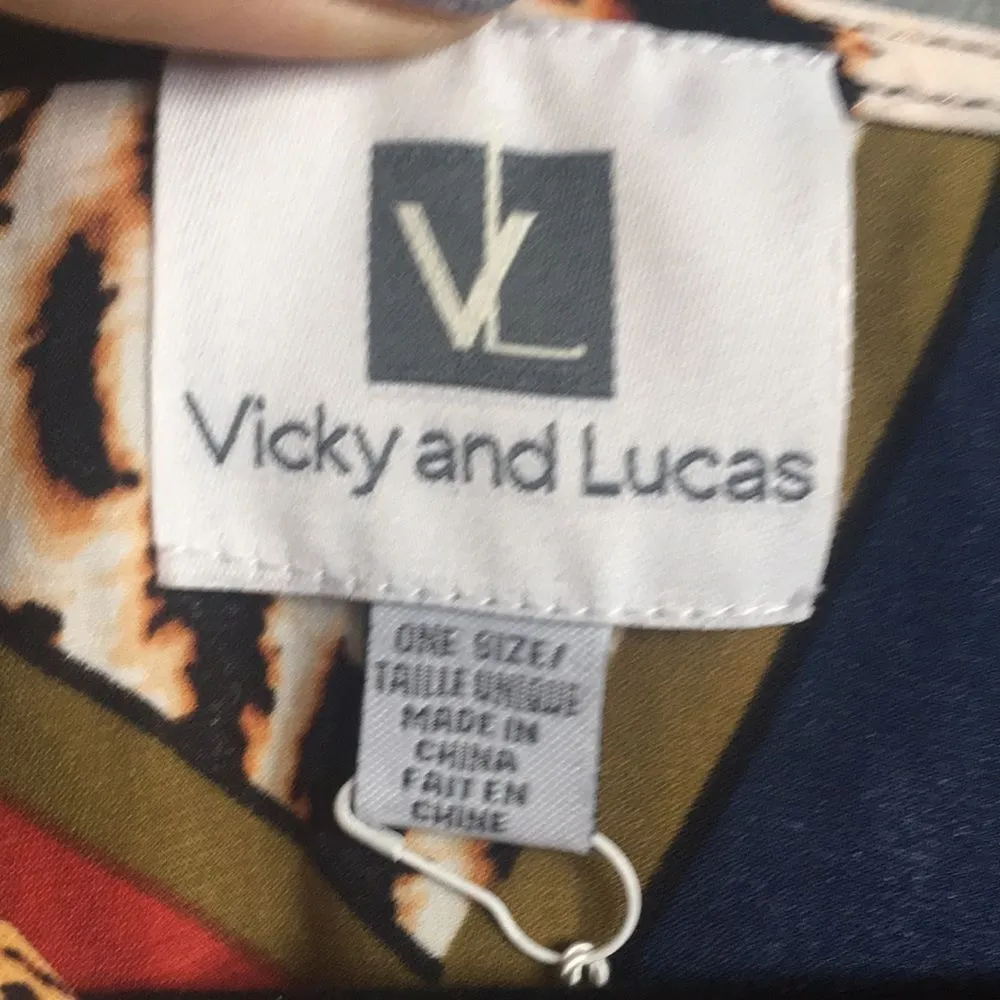 VL
Vicky and Lucas
ONE SIZE/
TAILLE UNIQUE
MADE IN
CHINA
FAIT EN
CHINE